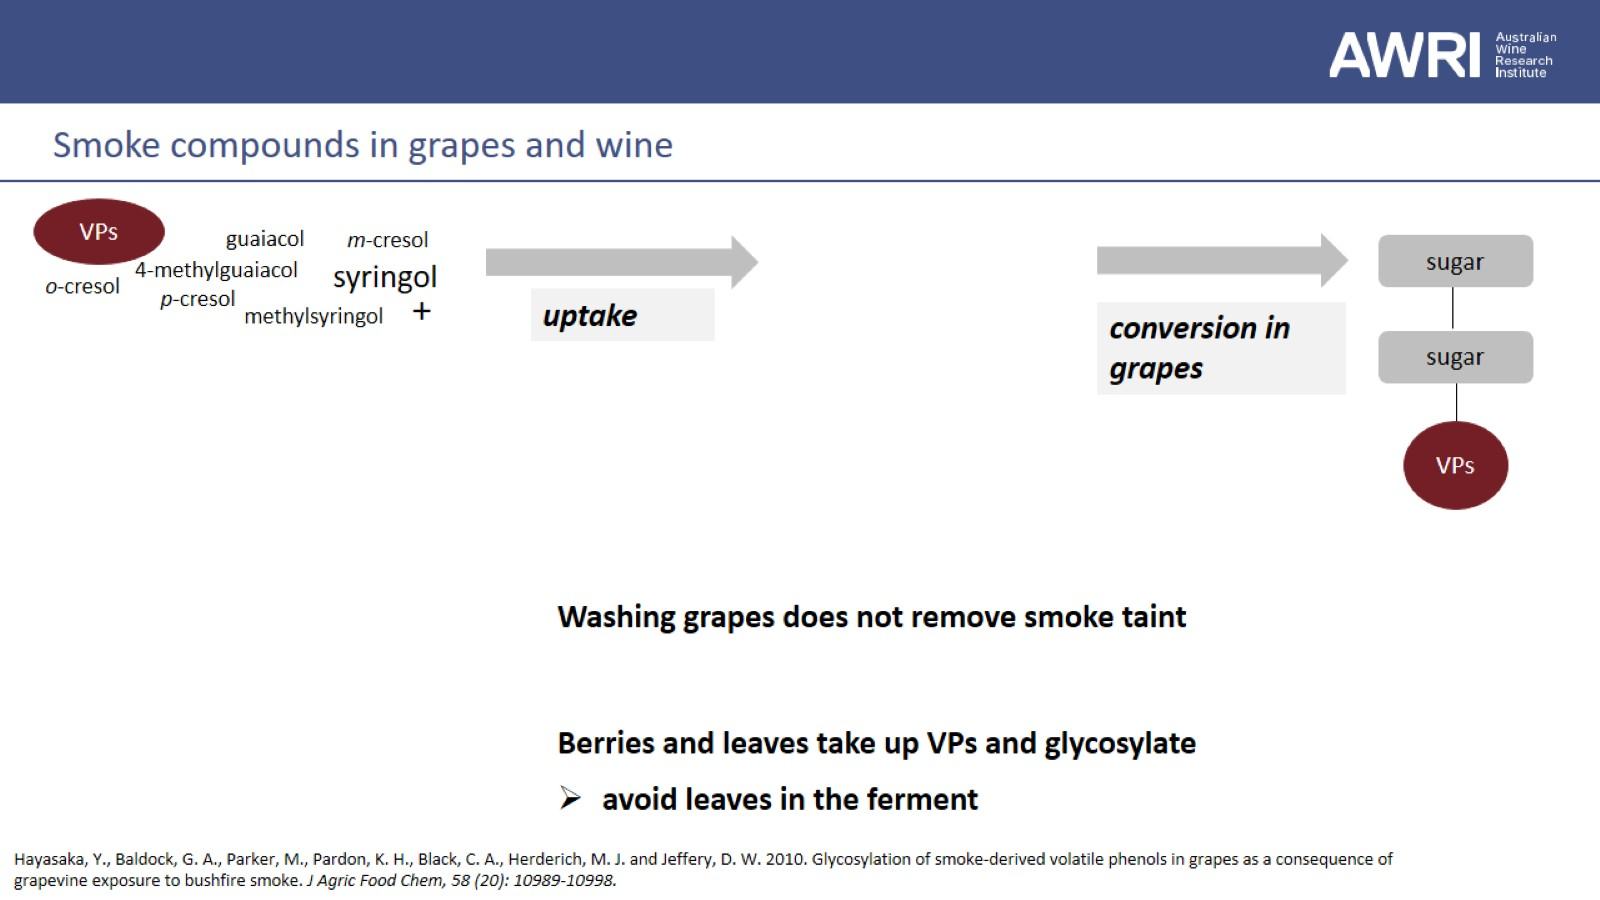 AWRI
Australian
Wine
Research
Institute
Smoke compounds in grapes and wine
VPs
guaiacol
m-cresol
4-methylguaiacol
syringol
o-cresol
p-cresol
methylsyringol
+
uptake
conversion in
grapes
sugar
sugar
VPs
Washing grapes does not remove smoke taint
Berries and leaves take up VPs and glycosylate
➢ avoid leaves in the ferment
Hayasaka, Y., Baldock, G. A., Parker, M., Pardon, K. H., Black, C. A., Herderich, M. J. and Jeffery, D. W. 2010. Glycosylation of smoke-derived volatile phenols in grapes as a consequence of
grapevine exposure to bushfire smoke. J Agric Food Chem, 58 (20): 10989-10998.